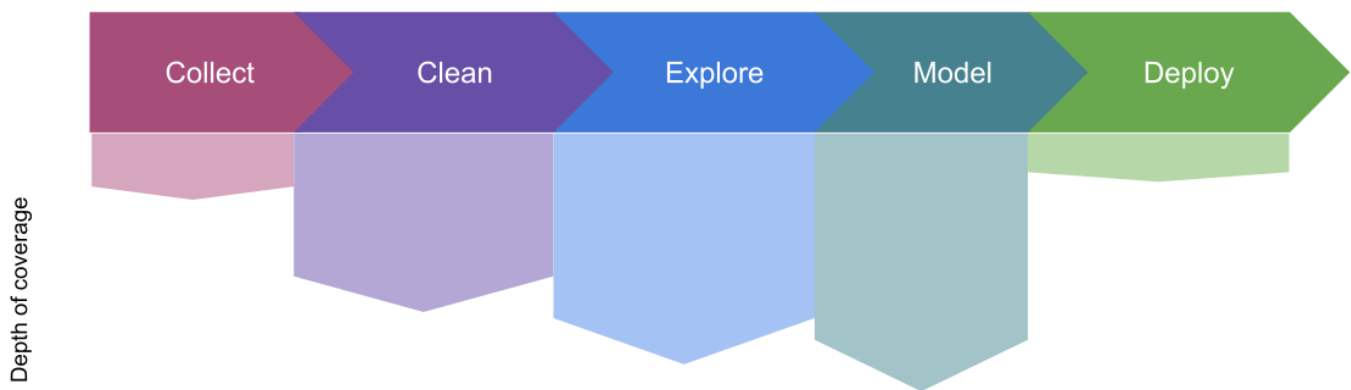 Collect
Clean
Explore
Model
Deploy
Depth of coverage